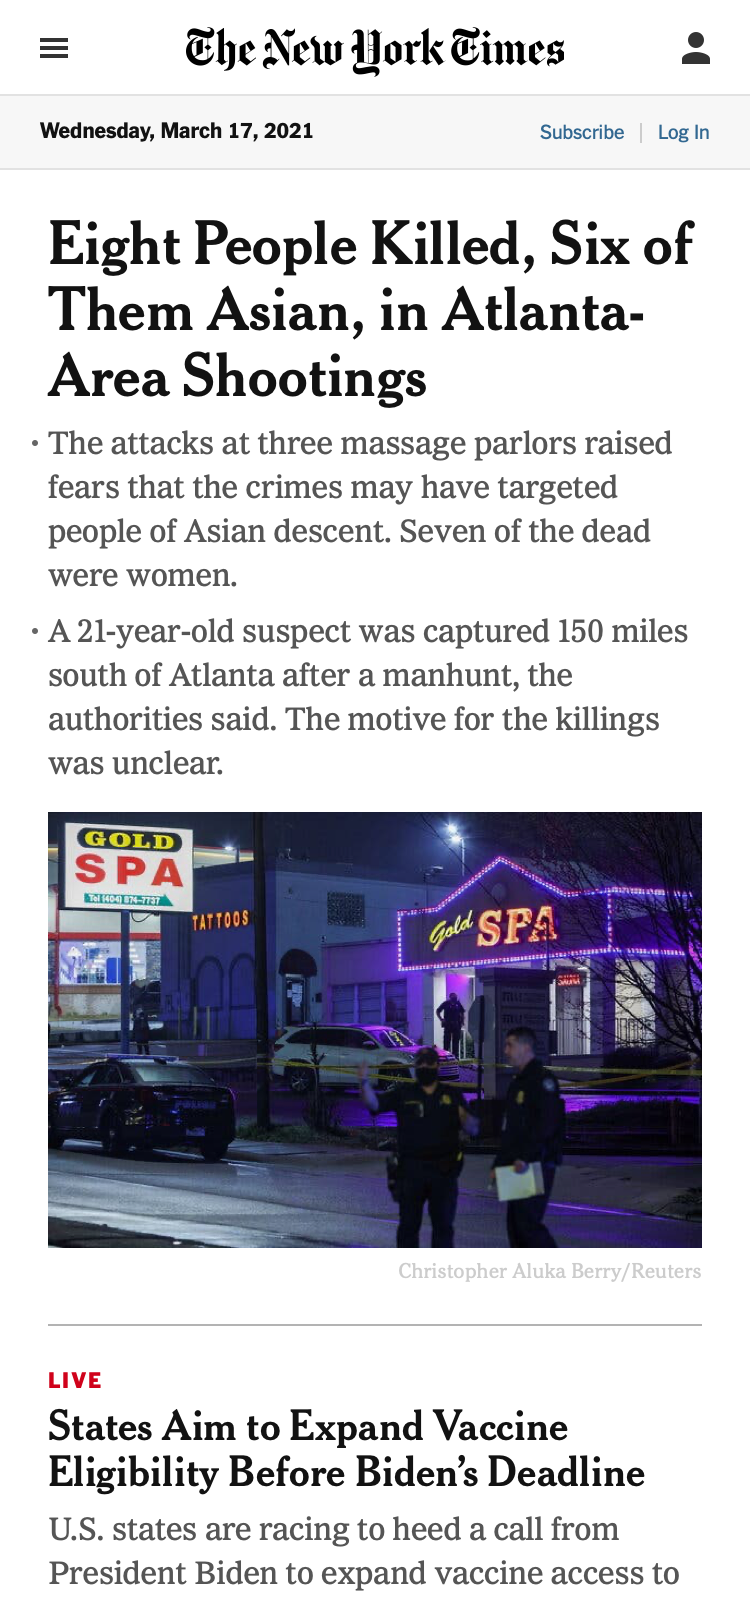 The New York Times
Wednesday, March 17, 2021
Subscribe | Log In
Eight People Killed, Six of
Them Asian, in Atlanta-
Area Shootings
• The attacks at three massage parlors raised
fears that the crimes may have targeted
people of Asian descent. Seven of the dead
were women.
• A 21-year-old suspect was captured 150 miles
south of Atlanta after a manhunt, the
authorities said. The motive for the killings
was unclear.
GOLD
SPA
Tel (404) 874-7737
TATTOOS
Gold SPA
SAUNA
Christopher Aluka Berry/Reuters
LIVE
States Aim to Expand Vaccine
Eligibility Before Biden’s Deadline
U.S. states are racing to heed a call from
President Biden to expand vaccine access to